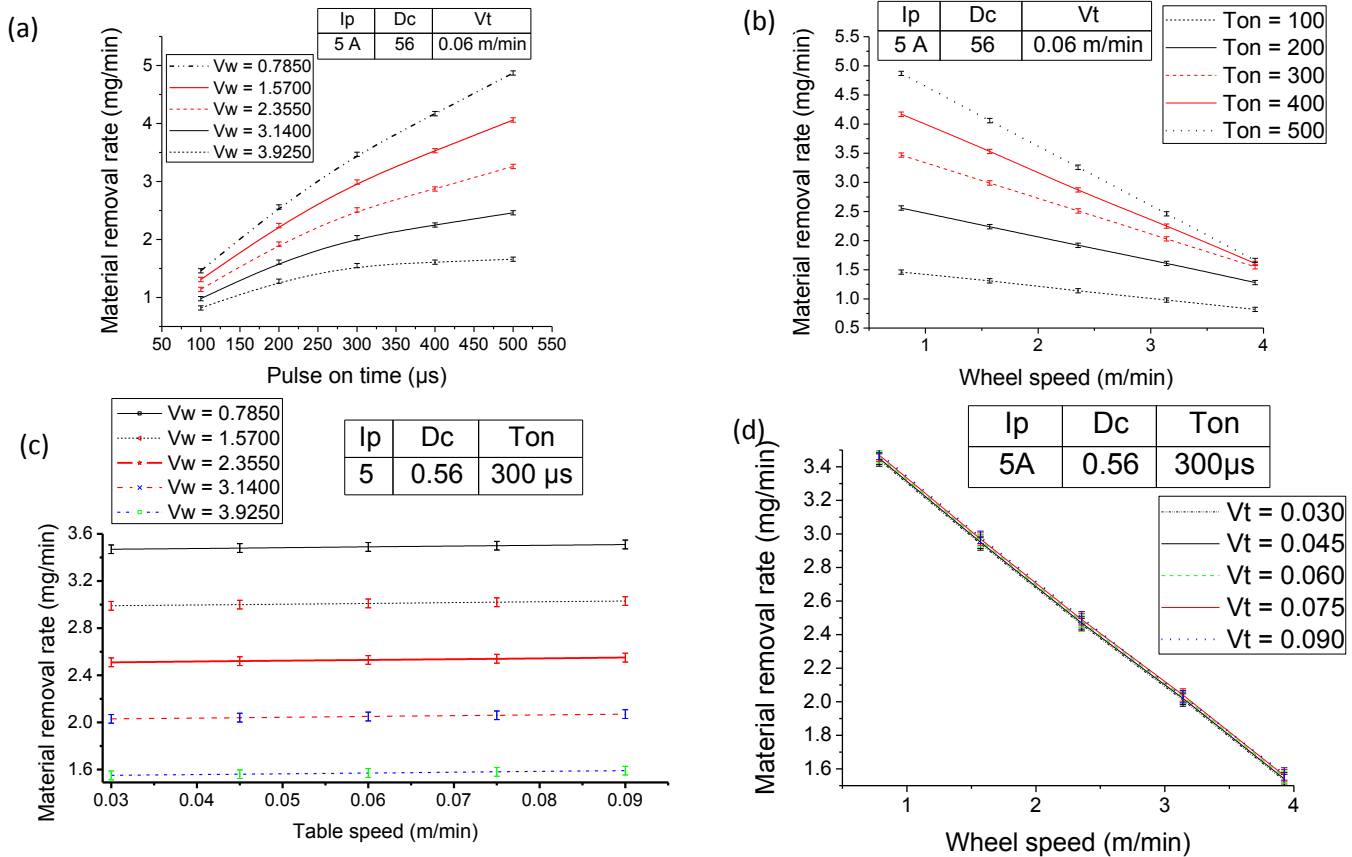 (a)
Ip Dc Vt
5 A 56 0.06 m/min
Vw = 0.7850
Vw = 1.5700
Vw = 2.3550
Vw = 3.1400
Vw = 3.9250
Material removal rate (mg/min)
5
4
3
2
1
50 100 150 200 250 300 350 400 450 500 550
Pulse on time (µs)
(b)
Ip Dc Vt
5 A 56 0.06 m/min
Ton = 100
Ton = 200
Ton = 300
Ton = 400
Ton = 500
Material removal rate (mg/min)
5.5
5.0
4.5
4.0
3.5
3.0
2.5
2.0
1.5
1.0
0.5
1 2 3 4
Wheel speed (m/min)
(c)
Vw = 0.7850
Vw = 1.5700
Vw = 2.3550
Vw = 3.1400
Vw = 3.9250
Ip Dc Ton
5 0.56 300 µs
Material removal rate (mg/min)
3.6
3.0
2.4
2.0
1.6
0.03 0.04 0.05 0.06 0.07 0.08 0.09
Table speed (m/min)
(d)
Ip Dc Ton
5A 0.56 300µs
Vt = 0.030
Vt = 0.045
Vt = 0.060
Vt = 0.075
Vt = 0.090
Material removal rate (mg/min)
3.4
3.2
3.0
2.8
2.6
2.4
2.2
2.0
1.8
1.6
1 2 3 4
Wheel speed (m/min)